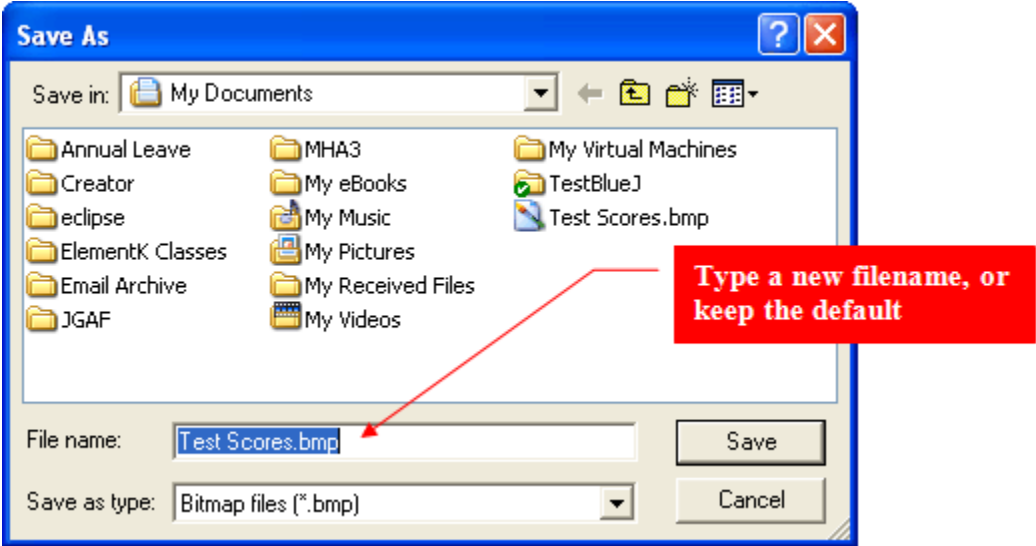 Save As
Save in: My Documents
Annual Leave MHA3 My Virtual Machines
Creator My eBooks TestBlueJ
eclipse My Music Test Scores.bmp
ElementK Classes My Pictures
Email Archive My Received Files
JGAF My Videos
Type a new filename, or
keep the default
File name: Test Scores.bmp Save
Save as type: Bitmap files (*.bmp) Cancel